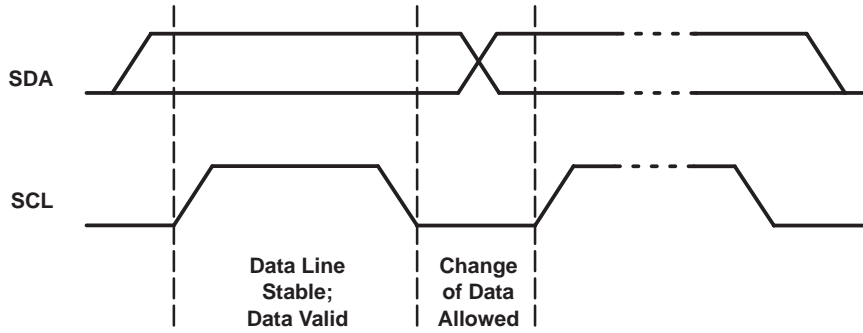 SDA
SCL
Data Line
Stable;
Data Valid
Change
of Data
Allowed